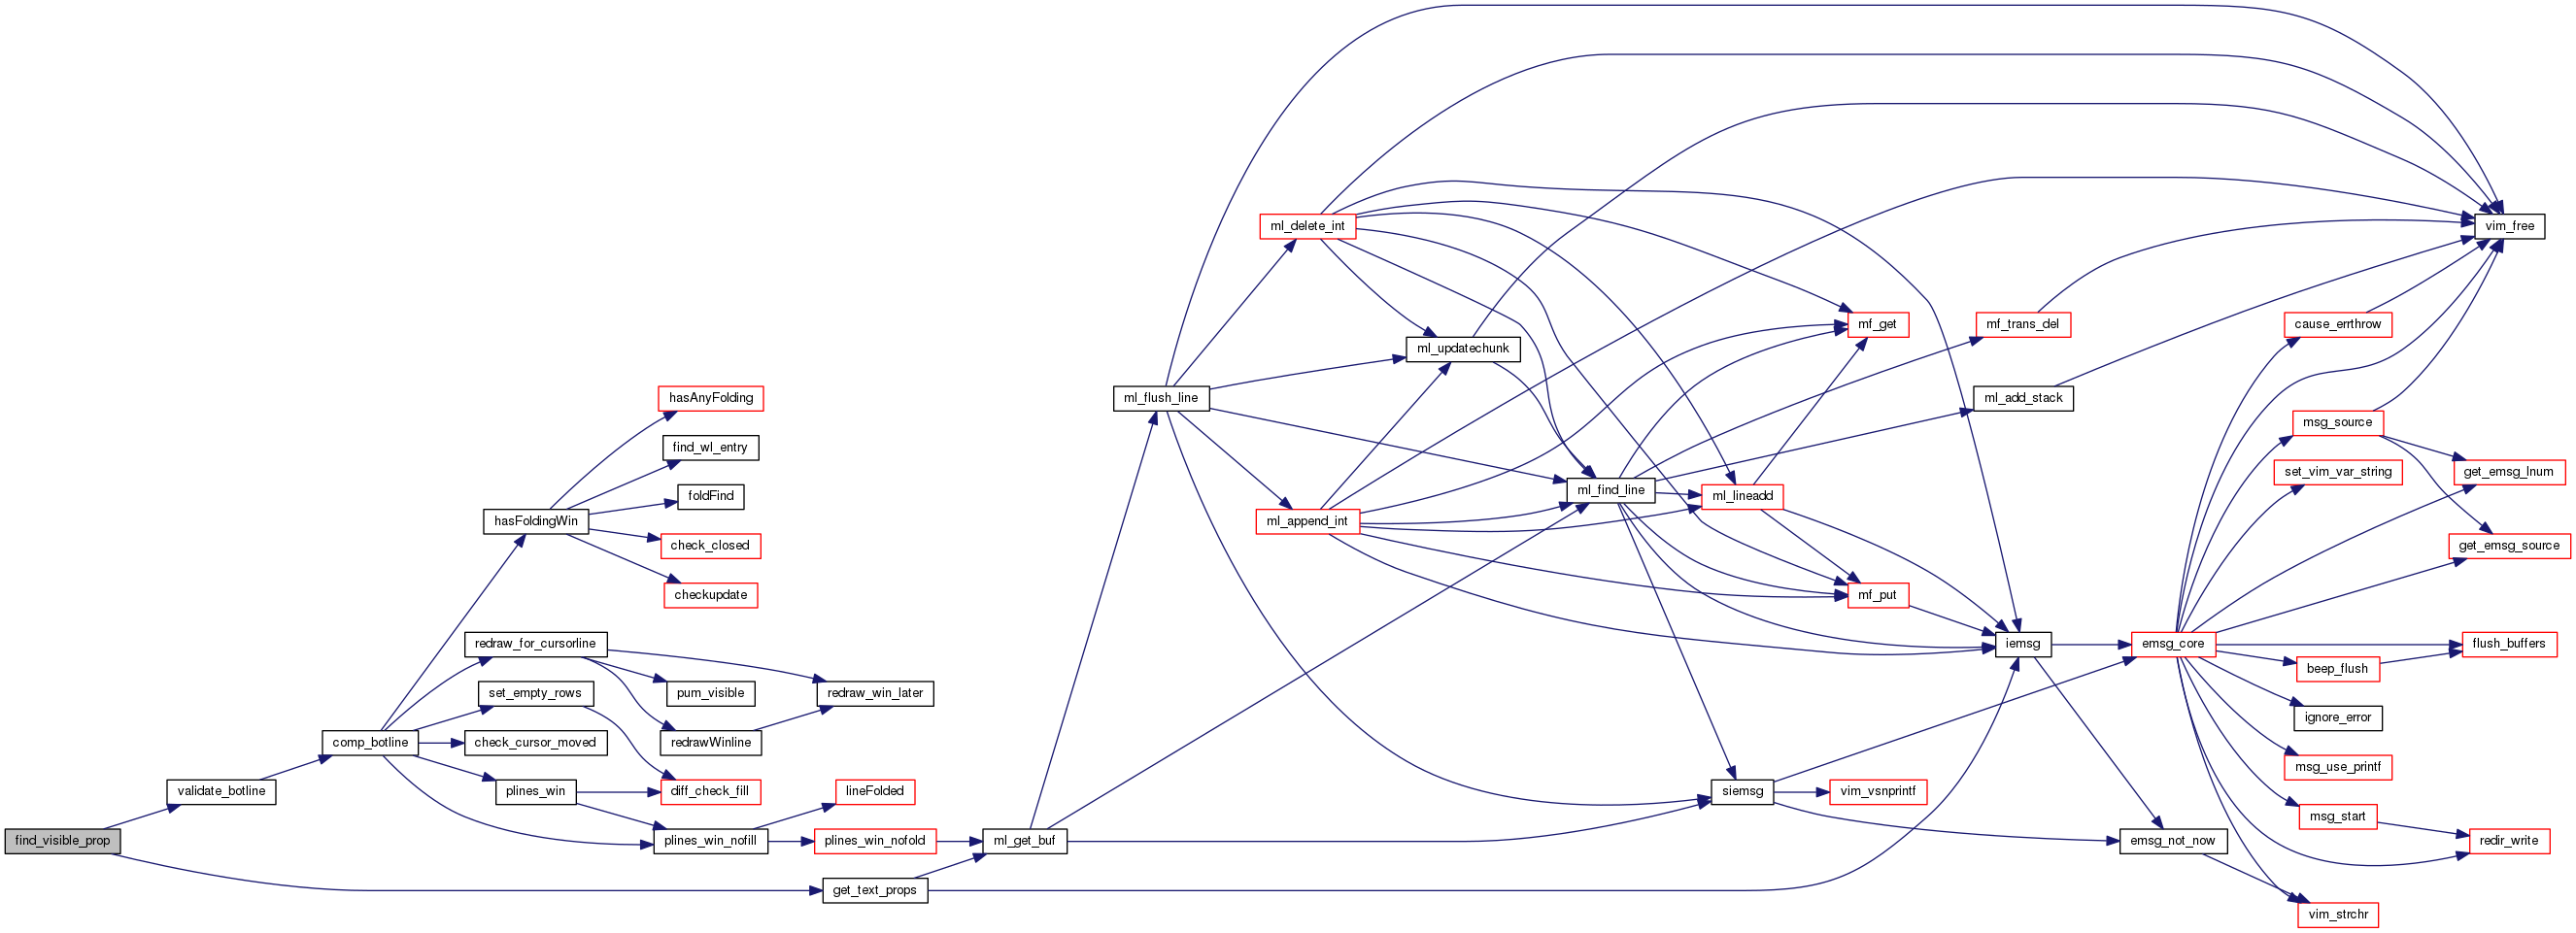 find_visible_prop
validate_botline
get_text_props
comp_botline
hasFoldingWin
redraw_for_cursorline
set_empty_rows
check_cursor_moved
plines_win
hasAnyFolding
find_wl_entry
foldFind
check_closed
checkupdate
pum_visible
redrawWinline
diff_check_fill
plines_win_nofill
redraw_win_later
lineFolded
plines_win_nofold
ml_get_buf
ml_flush_line
ml_delete_int
ml_append_int
ml_updatechunk
ml_find_line
ml_lineadd
siemsg
mf_get
mf_put
vim_vsnprintf
mf_trans_del
ml_add_stack
iemsg
emsg_core
emsg_not_now
cause_errthrow
msg_source
set_vim_var_string
beep_flush
ignore_error
msg_use_printf
msg_start
vim_strchr
vim_free
get_emsg_lnum
get_emsg_source
flush_buffers
redir_write